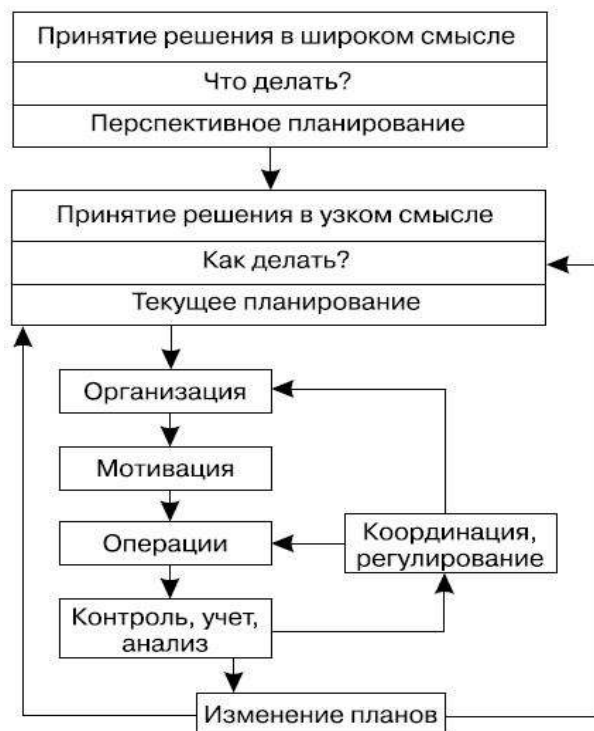 Принятие решения в широком смысле
Что делать?
Перспективное планирование
Принятие решения в узком смысле
Как делать?
Текущее планирование
Организация
Мотивация
Операции
Координация,
регулирование
Контроль, учет,
анализ
Изменение планов